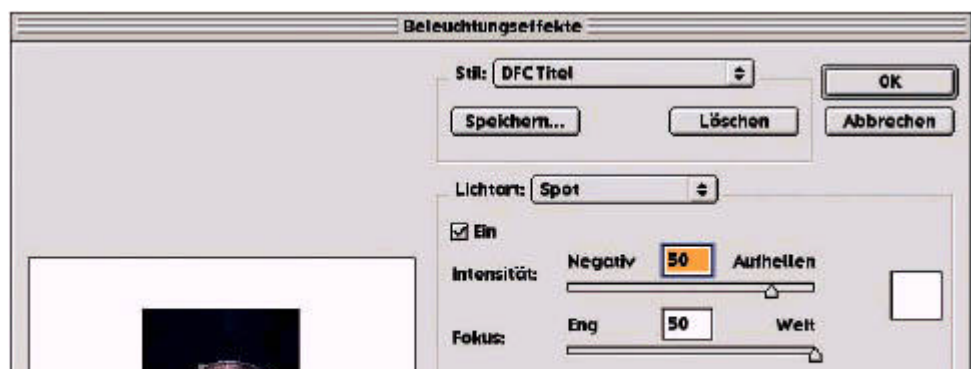 Beleuchtungseffekte
Stil: DFC Titel
OK
Speichern... Löschen Abbrechen
Lichtart: Spot
Ein
Intensität: Negativ 50 Aufhellen
Fokus: Eng 50 Weit